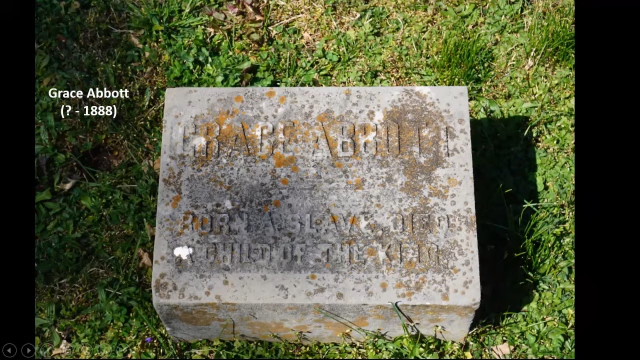 Grace Abbott
(? - 1888)
GRACE ABBOTT
BORN A SLAVE, DIED
A CHILD OF THE KING